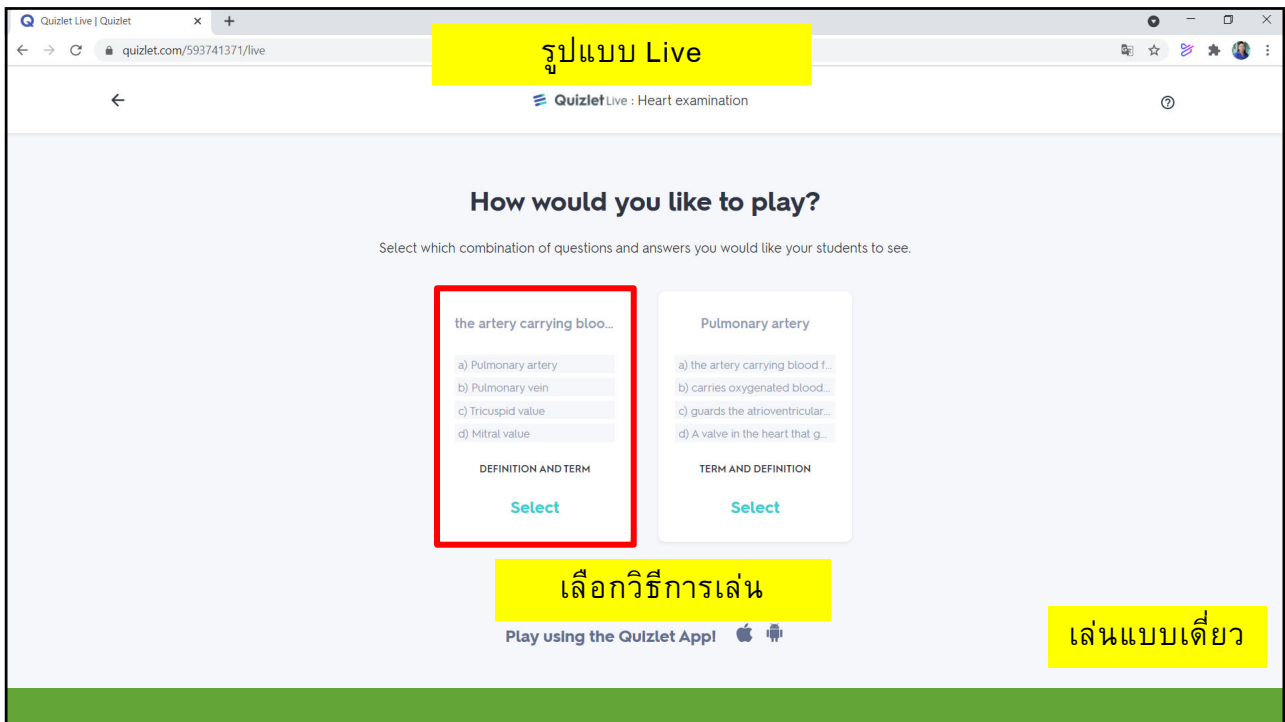 Quizlet Live | Quizlet
รูปแบบ Live
quizlet.com/593741371/live
Quizlet Live : Heart examination
How would you like to play?
Select which combination of questions and answers you would like your students to see.
the artery carrying bloo...
a) Pulmonary artery
b) Pulmonary vein
c) Tricuspid value
d) Mitral value
DEFINITION AND TERM
Select
Pulmonary artery
a) the artery carrying blood f...
b) carries oxygenated blood...
c) guards the atrioventricular...
d) A valve in the heart that g...
TERM AND DEFINITION
Select
เลือกวิธีการเล่น
Play using the Quizlet App!
เล่นแบบเดี่ยว